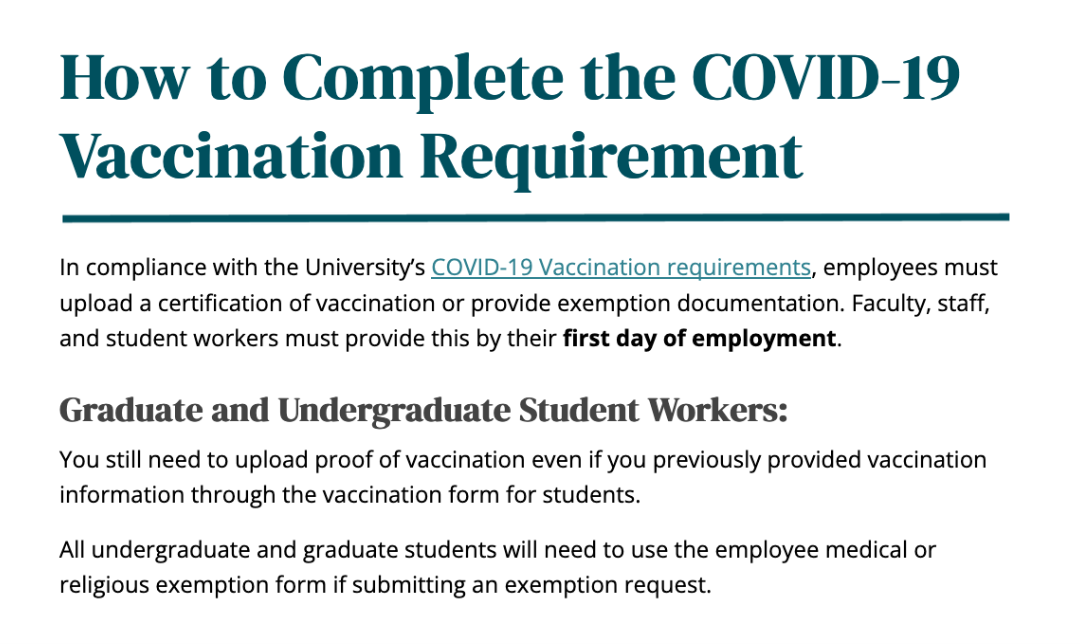 How to Complete the COVID-19
Vaccination Requirement
In compliance with the University’s COVID-19 Vaccination requirements, employees must
upload a certification of vaccination or provide exemption documentation. Faculty, staff,
and student workers must provide this by their first day of employment.
Graduate and Undergraduate Student Workers:
You still need to upload proof of vaccination even if you previously provided vaccination
information through the vaccination form for students.
All undergraduate and graduate students will need to use the employee medical or
religious exemption form if submitting an exemption request.